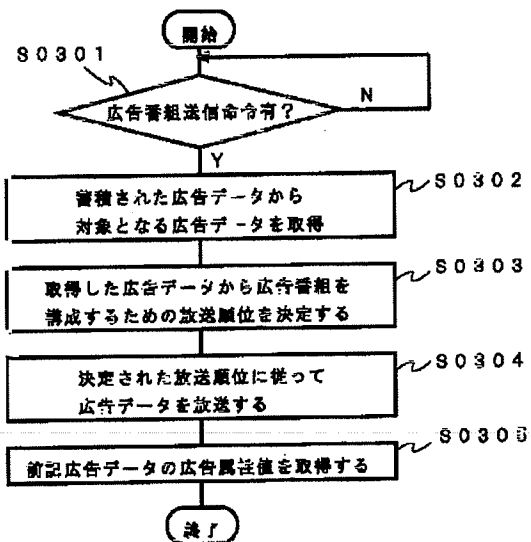 開始
S0301
広告番組送信命令有？
N
Y
蓄積された広告データから
対象となる広告データを取得
S0302
取得した広告データから広告番組を
構成するための放送順位を決定する
S0303
決定された放送順位に従って
広告データを放送する
S0304
前記広告データの広告属性値を取得する
S0305
終了